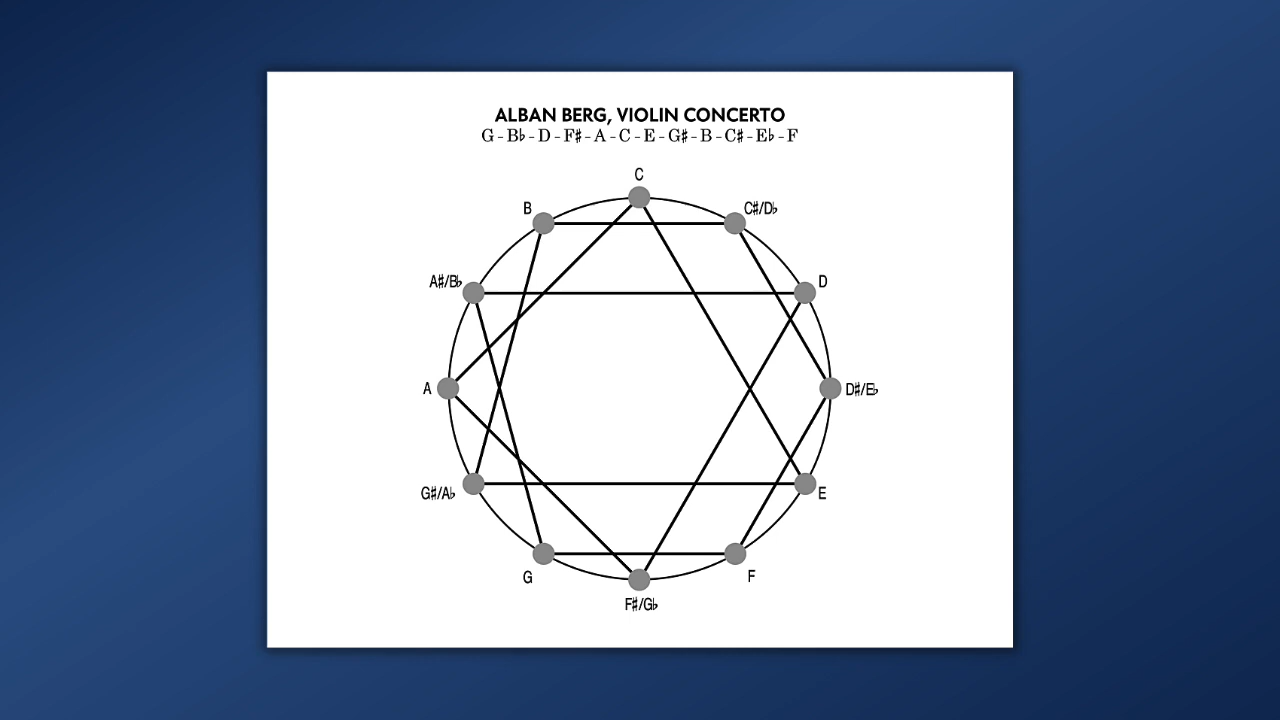 ALBAN BERG, VIOLIN CONCERTO
G - B♭ - D - F♯ - A - C - E - G♯ - B - C♯ - E♭ - F
C
B
C♯/D♭
A♯/B♭
D
A
D♯/E♭
G♯/A♭
E
G
F
F♯/G♭